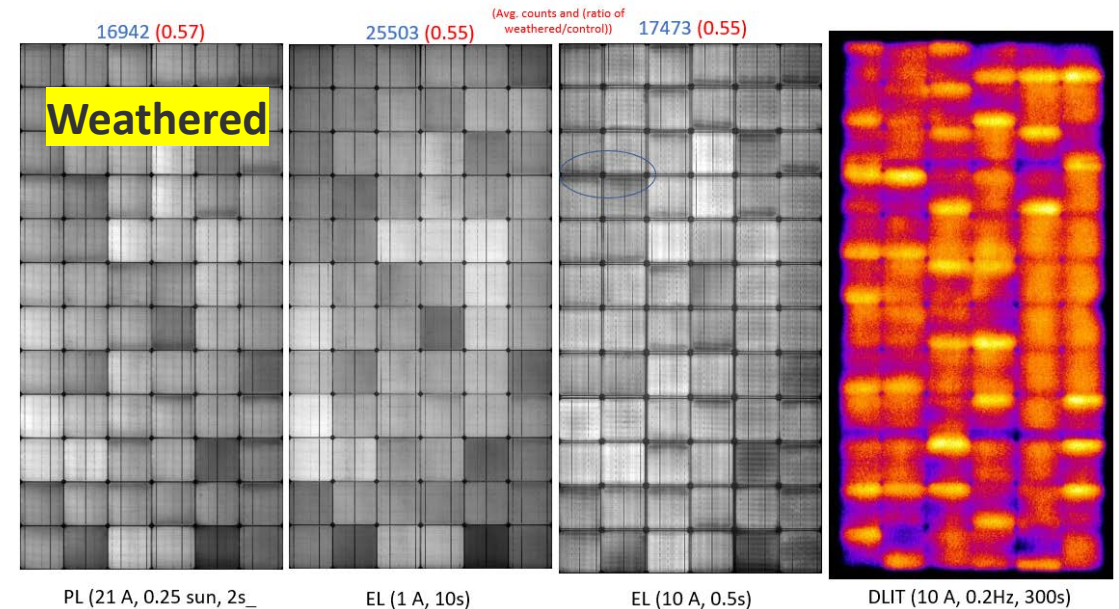 16942 (0.57)
25503 (0.55)
(Avg. counts and (ratio of
weathered/control))
17473 (0.55)
Weathered
PL (21 A, 0.25 sun, 2s_
EL (1 A, 10s)
EL (10 A, 0.5s)
DLIT (10 A, 0.2Hz, 300s)